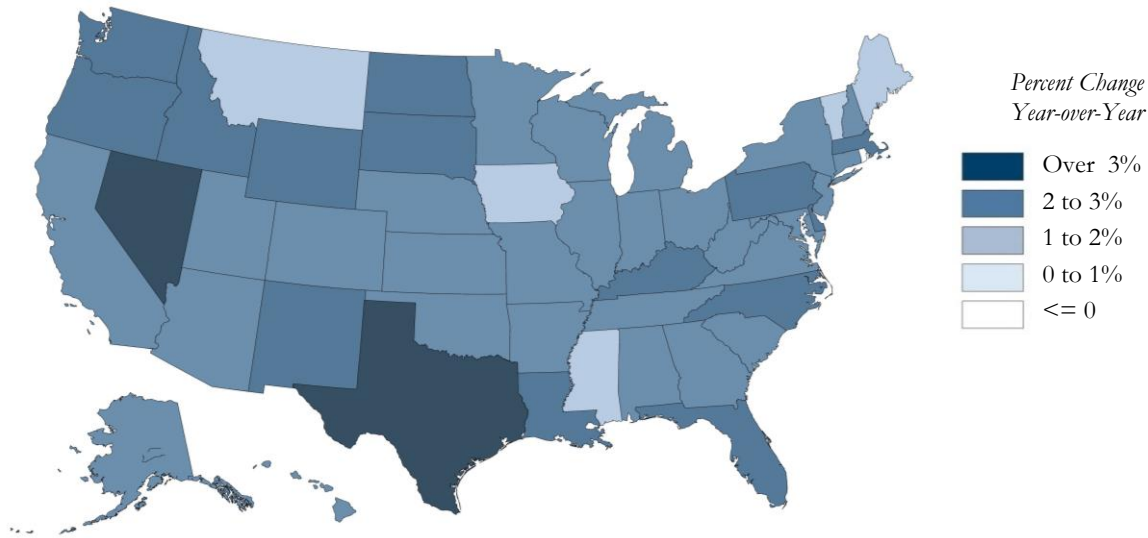 Percent Change
Year-over-Year
Over 3%
2 to 3%
1 to 2%
0 to 1%
<= 0